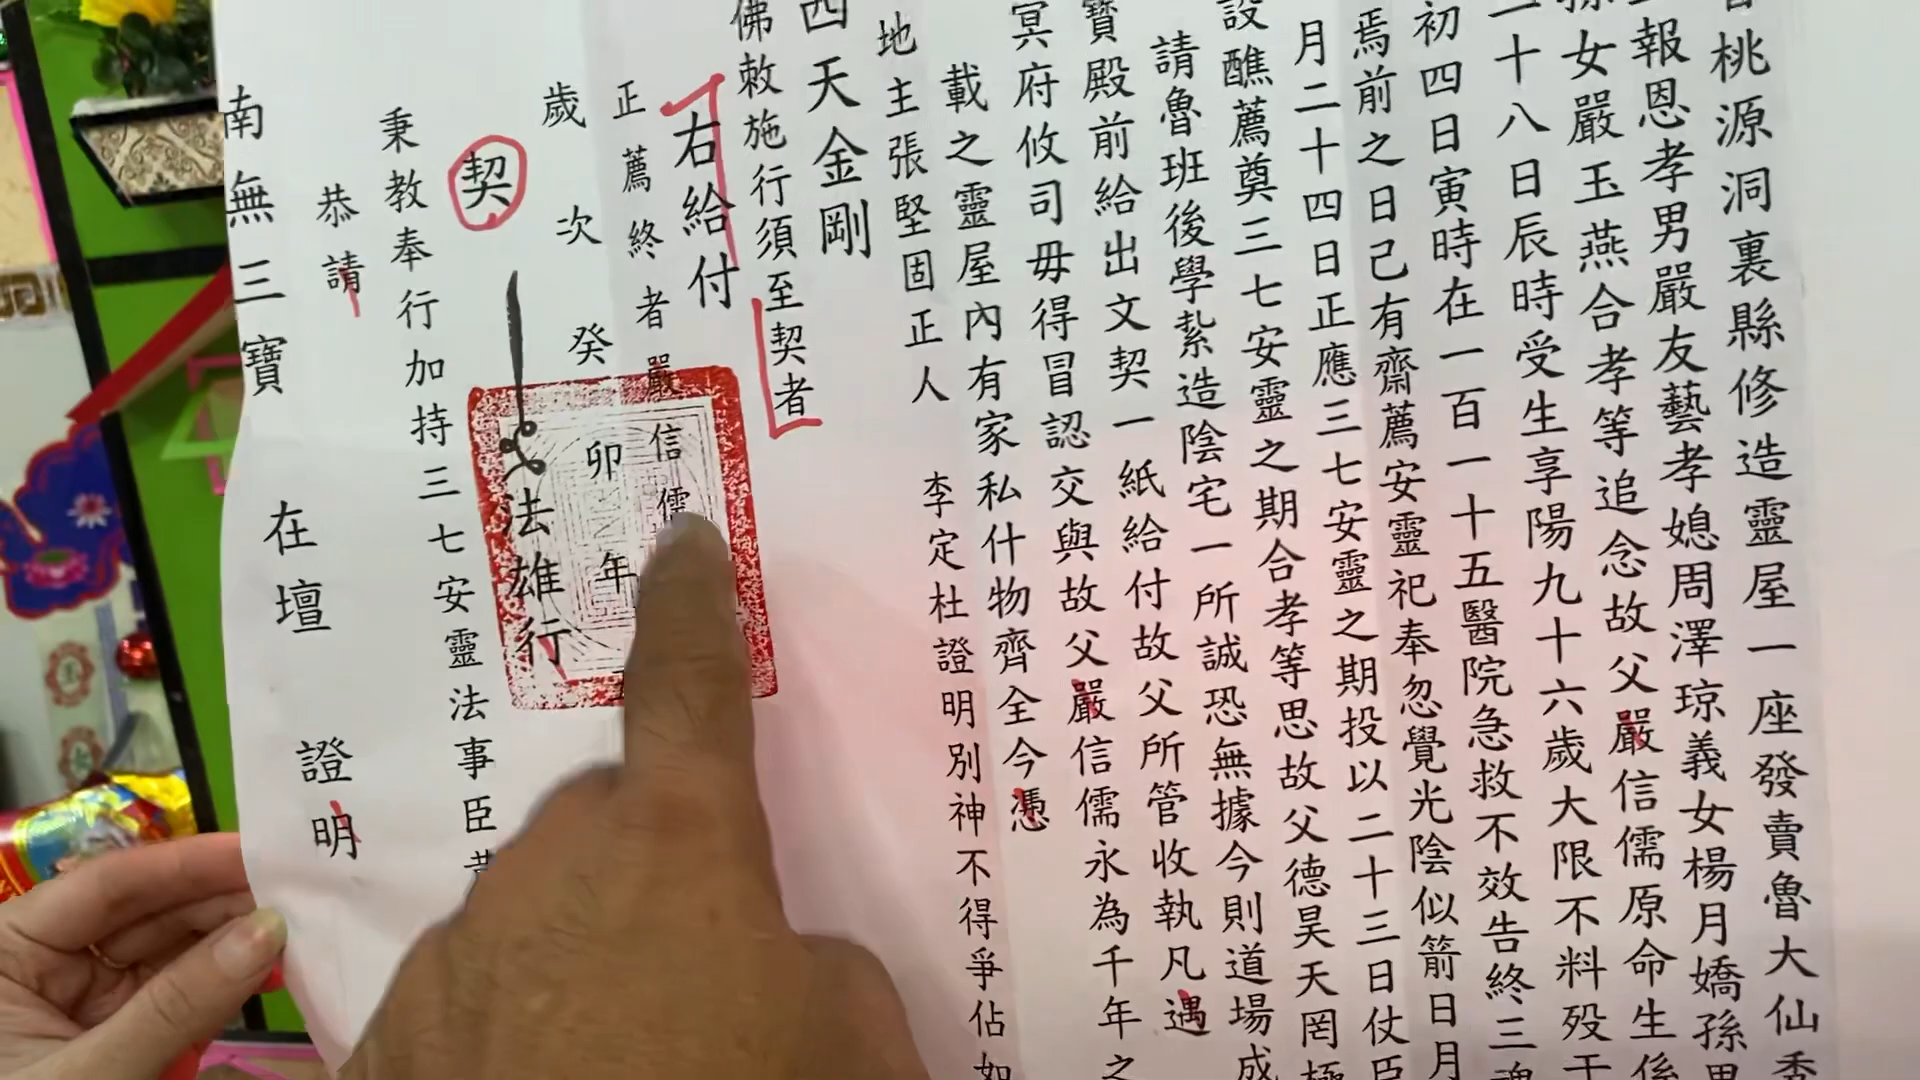 桃源洞裏縣修造靈屋一座發賣魯大仙秀
報恩孝男嚴友藝孝媳周澤琼義女楊月嬌孫男
孫女嚴玉燕合孝等追念故父嚴信儒原命生係
二十八日辰時受生享陽九十六歲大限不料殁于
初四日寅時在一百一十五醫院急救不效告終三魂
焉前之日己有齋薦安靈祀奉忽覺光陰似箭日月
月二十四日正應三七安靈之期投以二十三日仗臣
設醮薦奠三七安靈之期合孝等思故父德昊天罔極
請魯班後學紮造陰宅一所誠恐無據今則道場成
寶殿前給出文契一紙給付故父所管收執凡遇
冥府攸司毋得冒認交與故父嚴信儒永為千年之
載之靈屋內有家私什物齊全今憑
地主張堅固正人 李定杜證明別神不得爭佔如
四天金剛
佛敕施行須至契者
右給付
正薦終者嚴信儒
歲次癸卯年
契 法雄行
秉教奉行加持三七安靈法事臣
恭請
南無三寶 在壇 證明